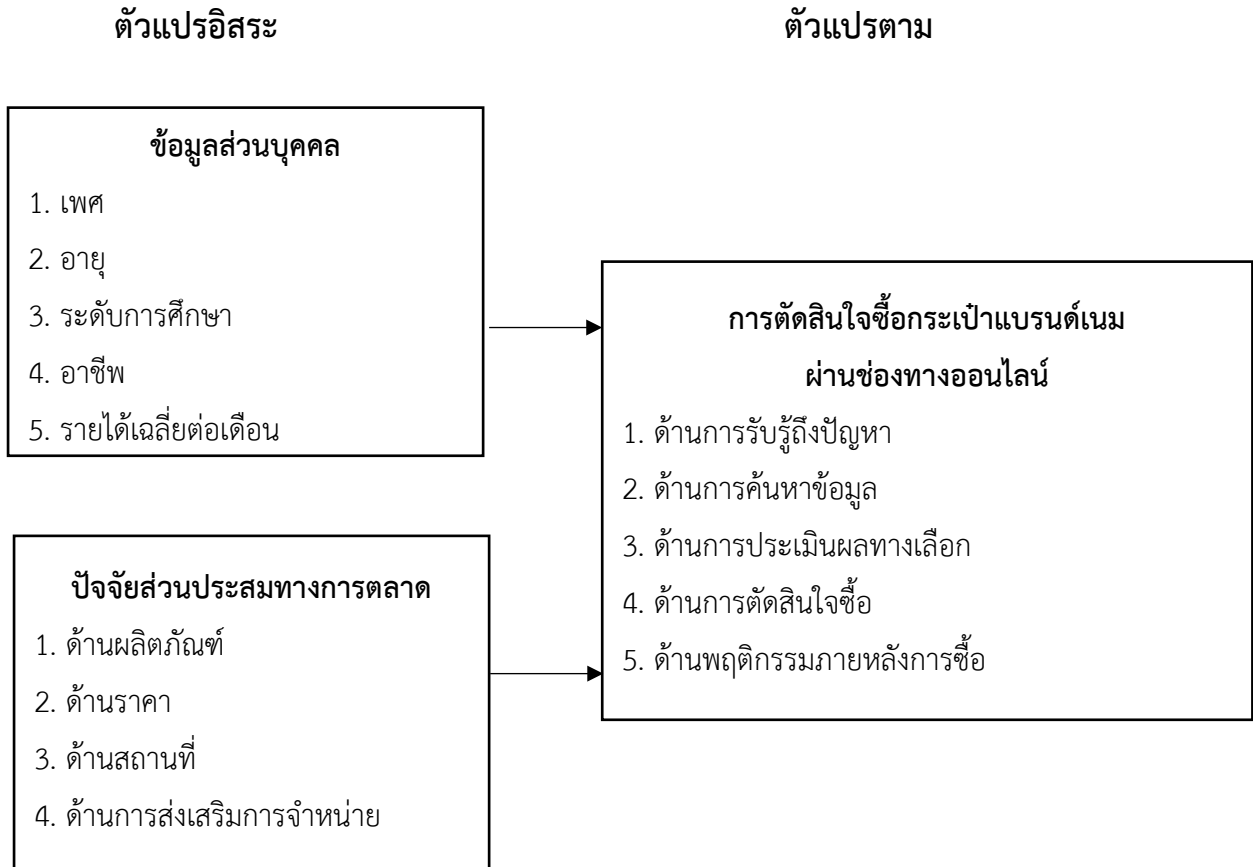 ตัวแปรอิสระ
ตัวแปรตาม
ข้อมูลส่วนบุคคล
1. เพศ
2. อายุ
3. ระดับการศึกษา
4. อาชีพ
5. รายได้เฉลี่ยต่อเดือน
ปัจจัยส่วนประสมทางการตลาด
1. ด้านผลิตภัณฑ์
2. ด้านราคา
3. ด้านสถานที่
4. ด้านการส่งเสริมการจำหน่าย
การตัดสินใจซื้อกระเป๋าแบรนด์เนม
ผ่านช่องทางออนไลน์
1. ด้านการรับรู้ถึงปัญหา
2. ด้านการค้นหาข้อมูล
3. ด้านการประเมินผลทางเลือก
4. ด้านการตัดสินใจซื้อ
5. ด้านพฤติกรรมภายหลังการซื้อ